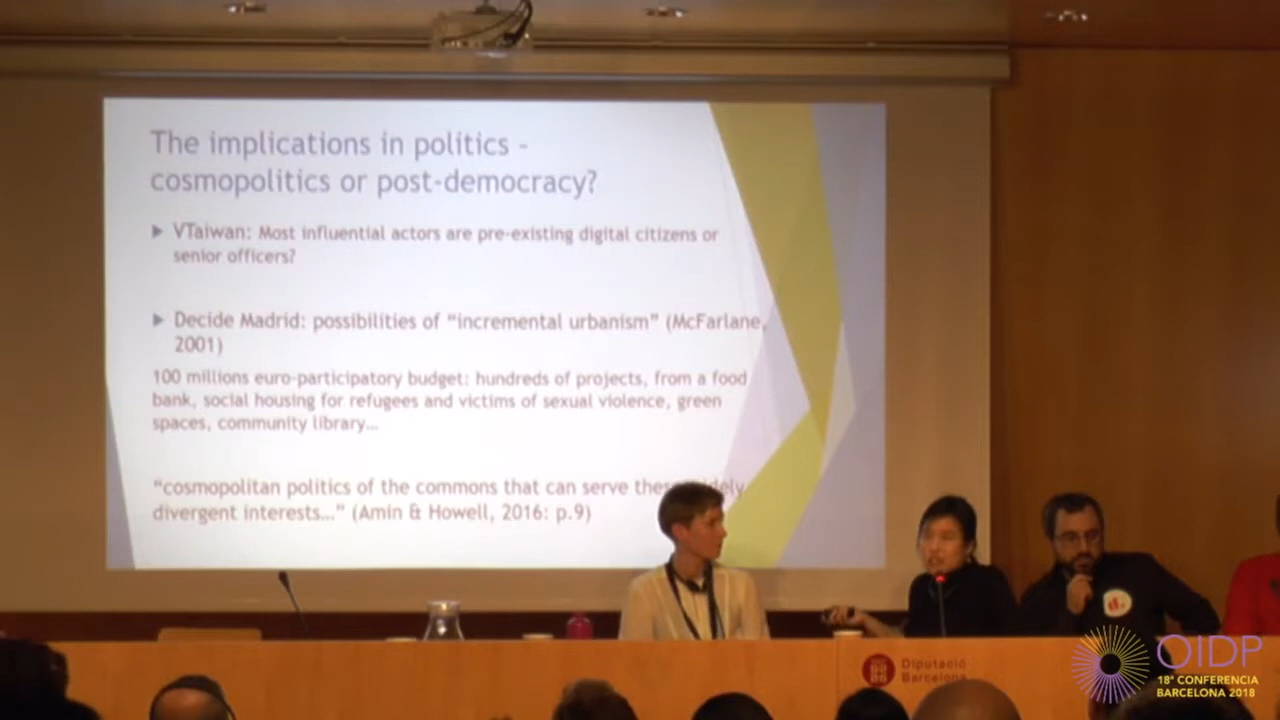 The implications in politics -
cosmopolitics or post-democracy?
VTaiwan: Most influential actors are pre-existing digital citizens or
senior officers?
Decide Madrid: possibilities of “incremental urbanism” (McFarlane,
2001)
100 millions euro-participatory budget: hundreds of projects, from a food
bank, social housing for refugees and victims of sexual violence, green
spaces, community library...
“cosmopolitan politics of the commons that can serve these
divergent interests...” (Amin & Howell, 2016: p.9)
Diputació
Barcelona
OIDP
18ª CONFERENCIA
BARCELONA 2018